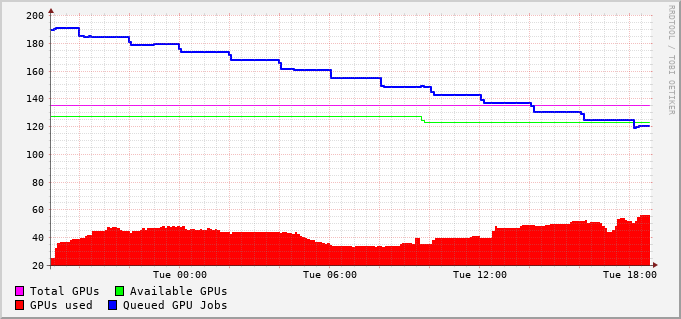 200
180
160
140
120
100
80
60
40
20
Tue 00:00 Tue 06:00 Tue 12:00 Tue 18:00
Total GPUs Available GPUs
GPUs used Queued GPU Jobs
RRDTOOL / TOBI OETIKER